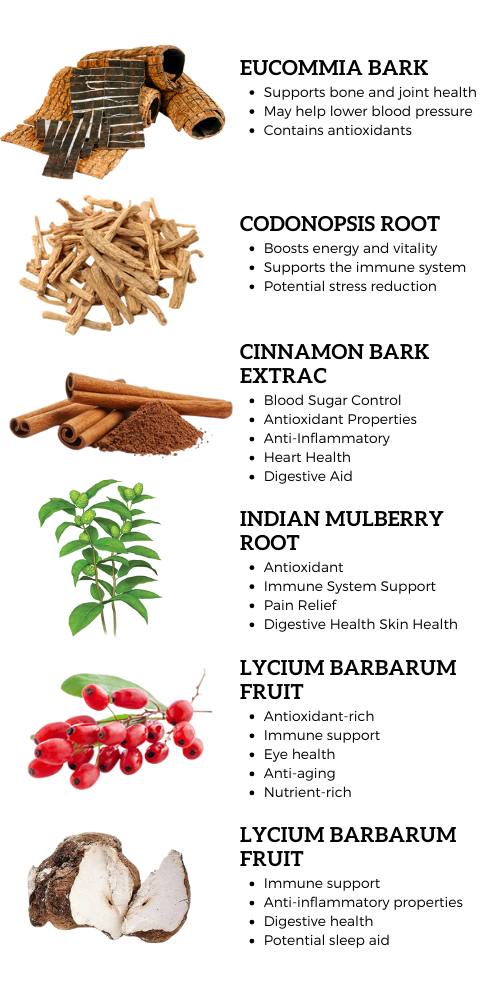 EUCOMMIA BARK
• Supports bone and joint health
• May help lower blood pressure
• Contains antioxidants
CODONOPSIS ROOT
• Boosts energy and vitality
• Supports the immune system
• Potential stress reduction
CINNAMON BARK
EXTRAC
• Blood Sugar Control
• Antioxidant Properties
• Anti-Inflammatory
• Heart Health
• Digestive Aid
INDIAN MULBERRY
ROOT
• Antioxidant
• Immune System Support
• Pain Relief
• Digestive Health Skin Health
LYCIUM BARBARUM
FRUIT
• Antioxidant-rich
• Immune support
• Eye health
• Anti-aging
• Nutrient-rich
LYCIUM BARBARUM
FRUIT
• Immune support
• Anti-inflammatory properties
• Digestive health
• Potential sleep aid